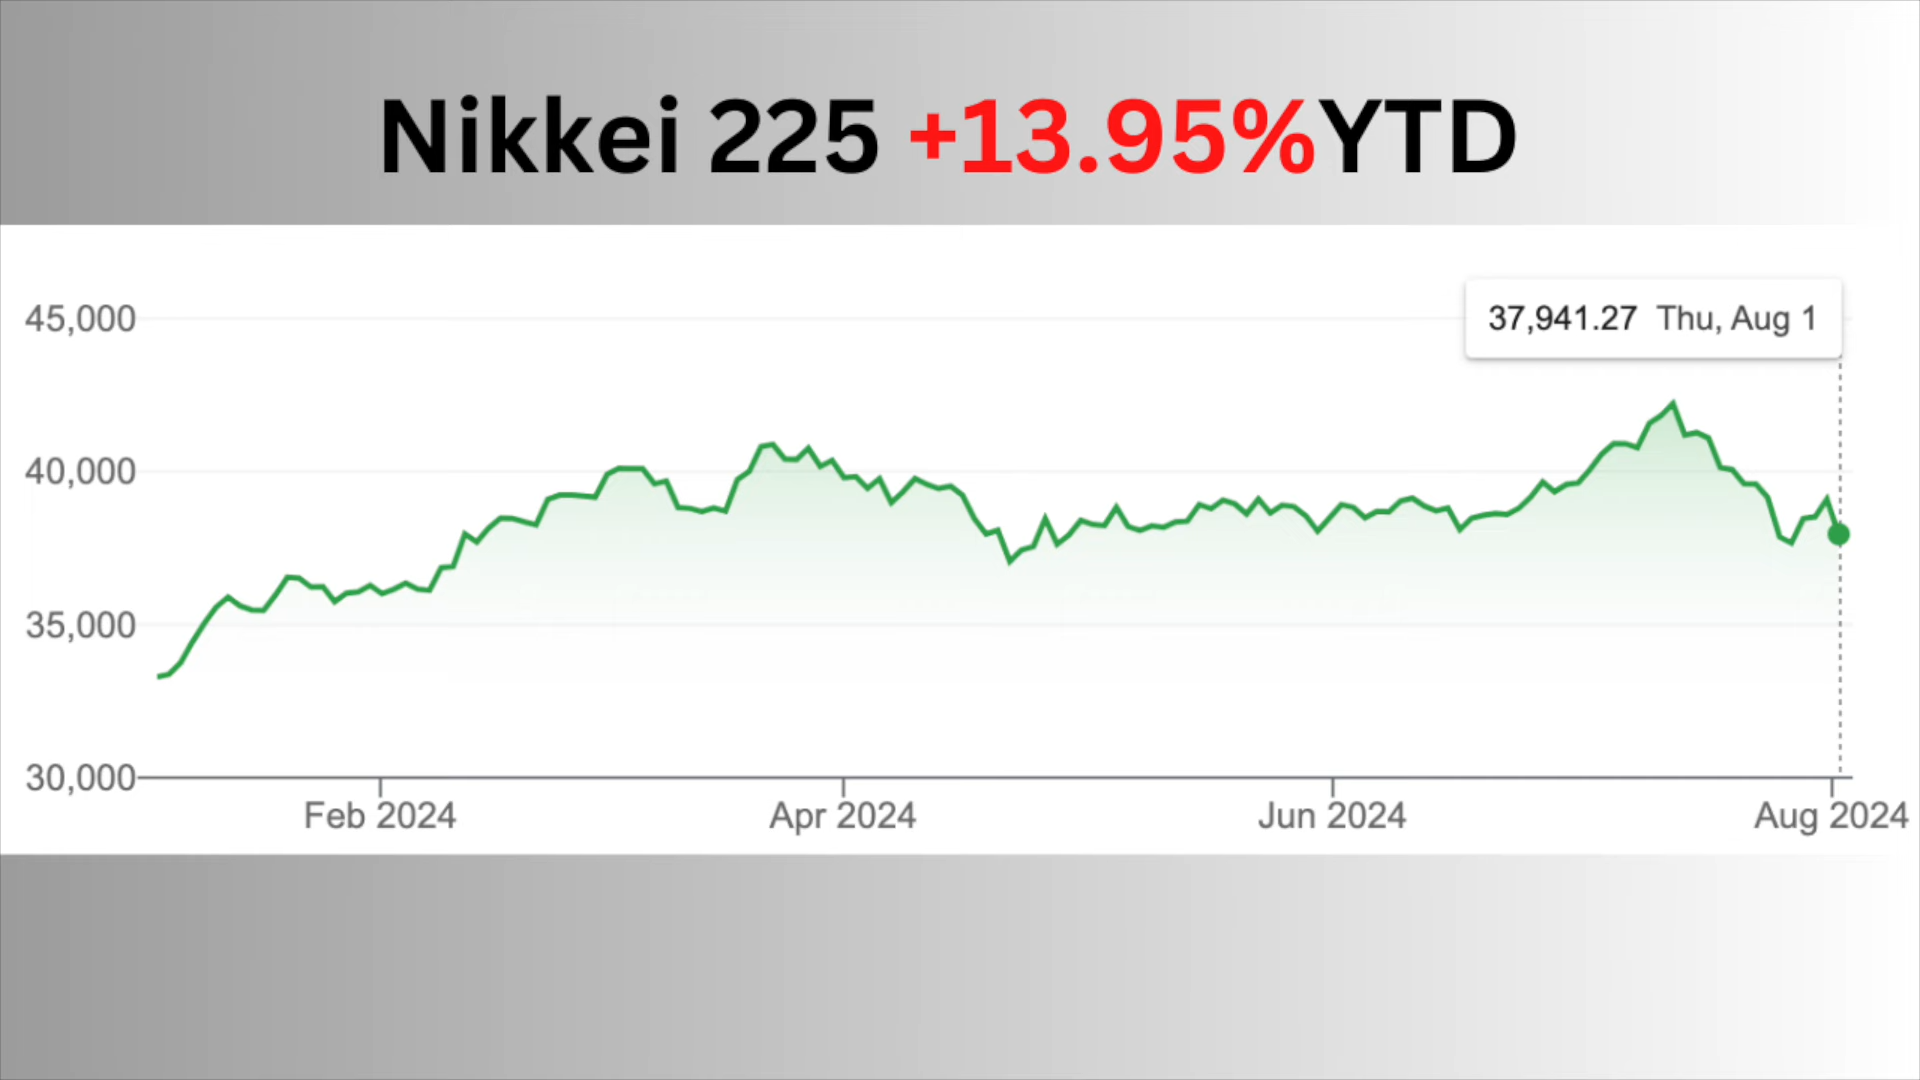 Nikkei 225 +13.95%YTD
37,941.27 Thu, Aug 1
45,000
40,000
35,000
30,000
Feb 2024 Apr 2024 Jun 2024 Aug 2024